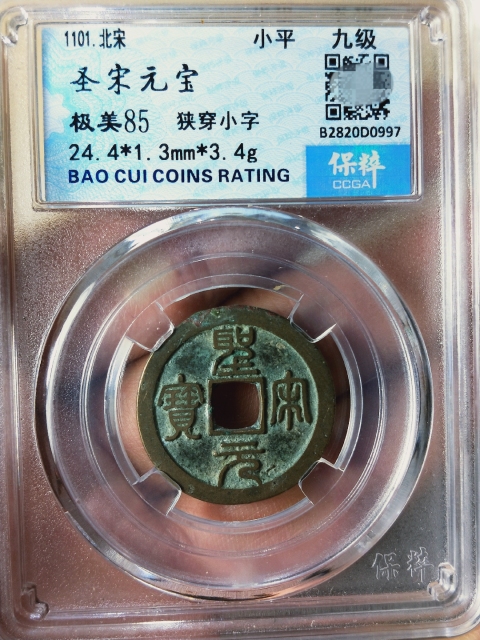 1101.北宋 小平 九级
圣宋元宝
极美85 狭穿小字
B2820D0997
24.4*1.3mm*3.4g
保粹
CCGA
BAO CUI COINS RATING
聖
寶 宋
元
保粹